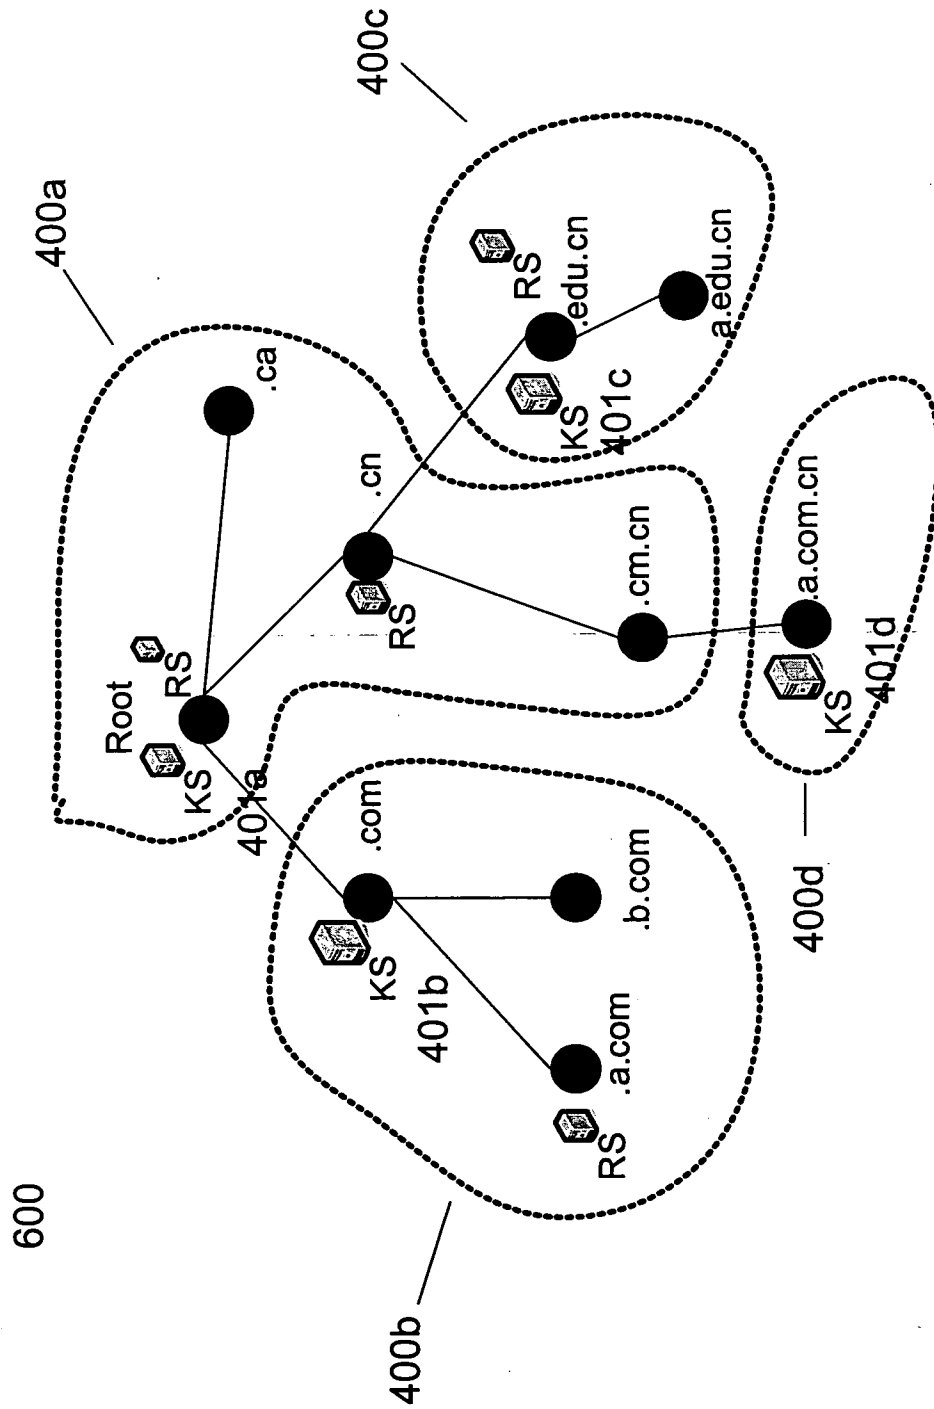 600
400a
400b
400c
400d
Root
KS
401a
RS
.ca
.com
KS
401b
.cn
RS
.a.com
RS
.b.com
.cm.cn
KS
401c
RS
.edu.cn
a.edu.cn
KS
401d
.a.com.cn